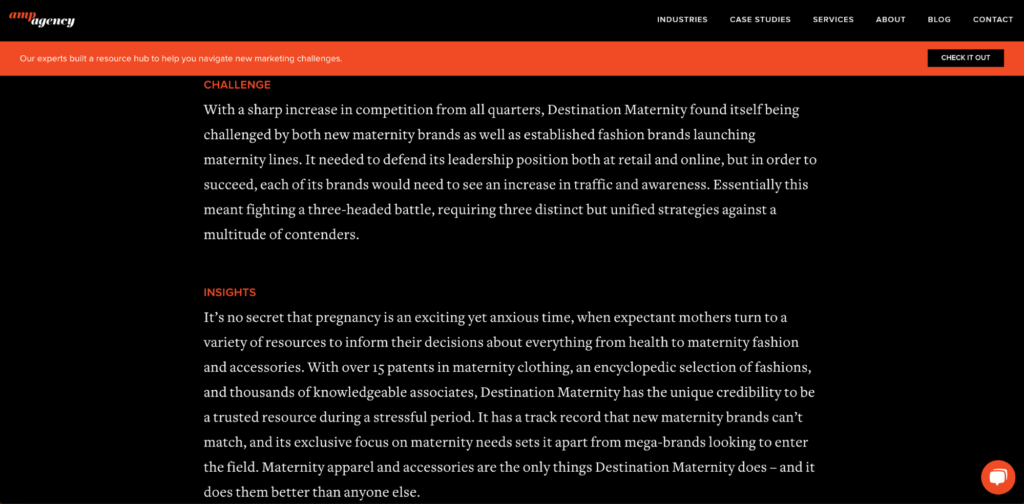 amp
agency
INDUSTRIES CASE STUDIES SERVICES ABOUT BLOG CONTACT
Our experts built a resource hub to help you navigate new marketing challenges.
CHECK IT OUT
CHALLENGE
With a sharp increase in competition from all quarters, Destination Maternity found itself being
challenged by both new maternity brands as well as established fashion brands launching
maternity lines. It needed to defend its leadership position both at retail and online, but in order to
succeed, each of its brands would need to see an increase in traffic and awareness. Essentially this
meant fighting a three-headed battle, requiring three distinct but unified strategies against a
multitude of contenders.
INSIGHTS
It’s no secret that pregnancy is an exciting yet anxious time, when expectant mothers turn to a
variety of resources to inform their decisions about everything from health to maternity fashion
and accessories. With over 15 patents in maternity clothing, an encyclopedic selection of fashions,
and thousands of knowledgeable associates, Destination Maternity has the unique credibility to be
a trusted resource during a stressful period. It has a track record that new maternity brands can’t
match, and its exclusive focus on maternity needs sets it apart from mega-brands looking to enter
the field. Maternity apparel and accessories are the only things Destination Maternity does – and it
does them better than anyone else.